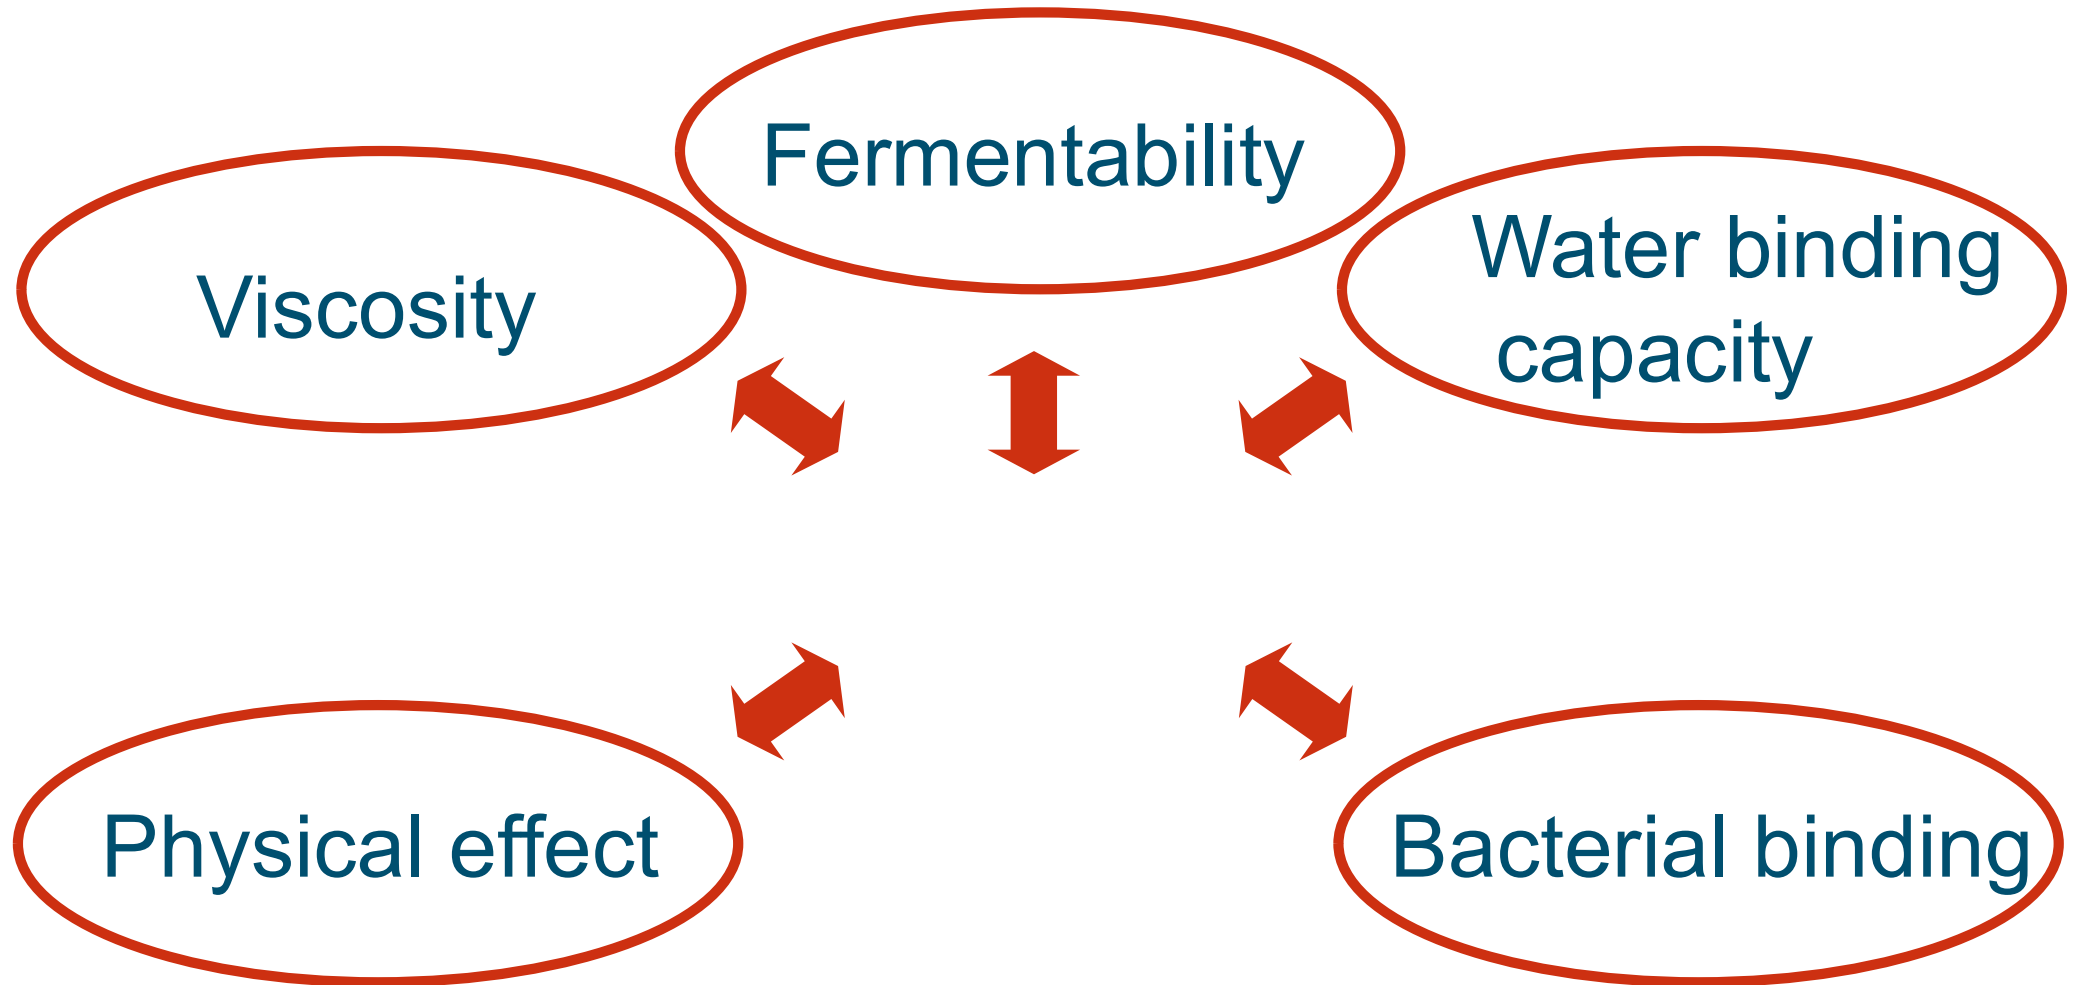 Fermentability
Viscosity
Water binding
capacity
Physical effect
Bacterial binding